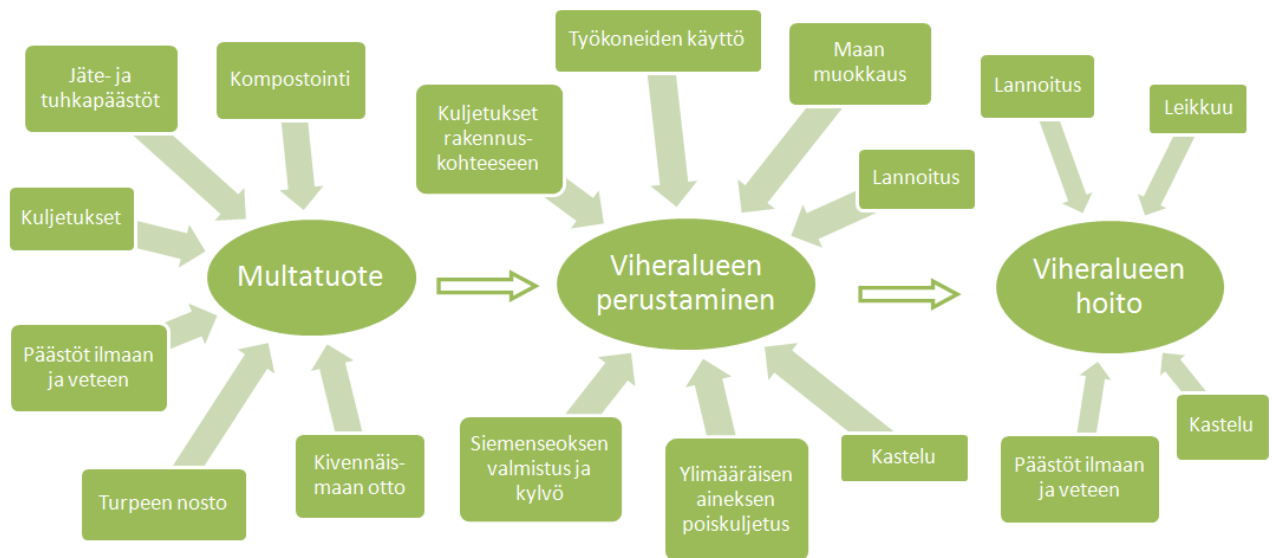 Jäte- ja
tuhkapäästöt
Kompostointi
Kuljetukset
Multatuote
Päästöt ilmaan
ja veteen
Turpeen nosto
Kivennäis-
maan otto
Työkoneiden käyttö
Maan
muokkaus
Kuljetukset
rakennus-
kohteeseen
Lannoitus
Viheralueen
perustaminen
Siemenseoksen
valmistus ja
kylvö
Ylimääräisen
aineksen
poiskuljetus
Kastelu
Lannoitus
Leikkuu
Viheralueen
hoito
Päästöt ilmaan
ja veteen
Kastelu